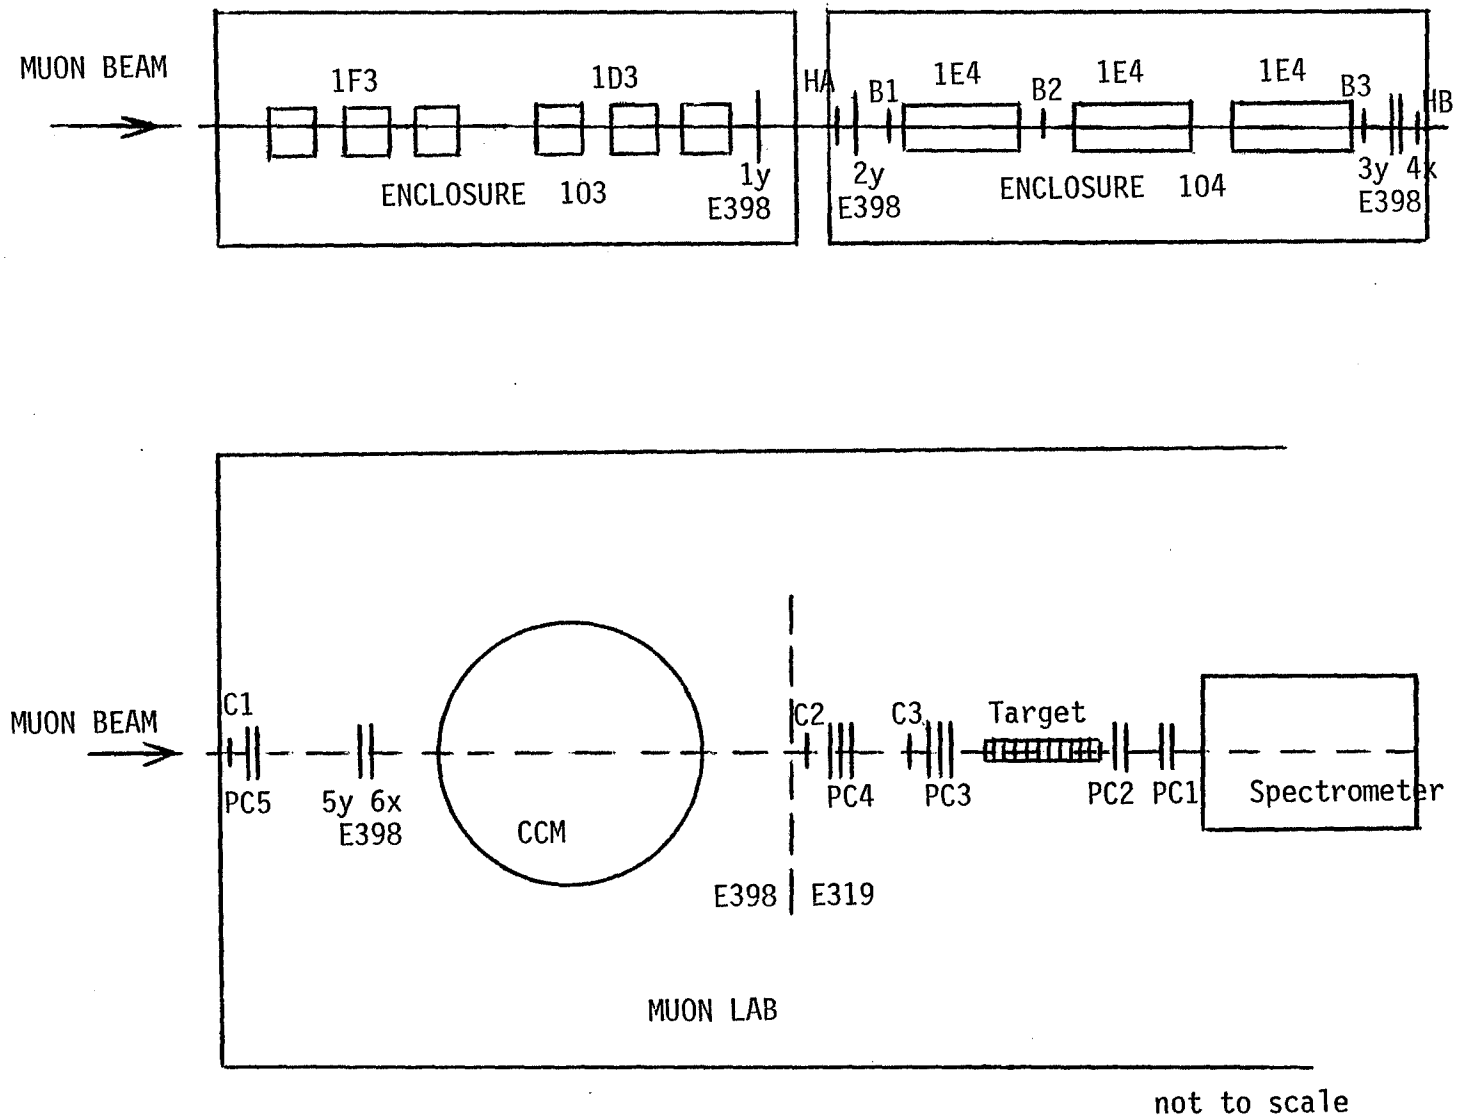 MUON BEAM
1F3
1D3
HA
B1
1E4
B2
1E4
1E4
B3
HB
1y
E398
2y
E398
3y 4x
E398
ENCLOSURE 103
ENCLOSURE 104
MUON BEAM
C1
PC5
5y 6x
E398
CCM
C2
PC4
C3
PC3
Target
PC2
PC1
Spectrometer
E398
E319
MUON LAB
not to scale